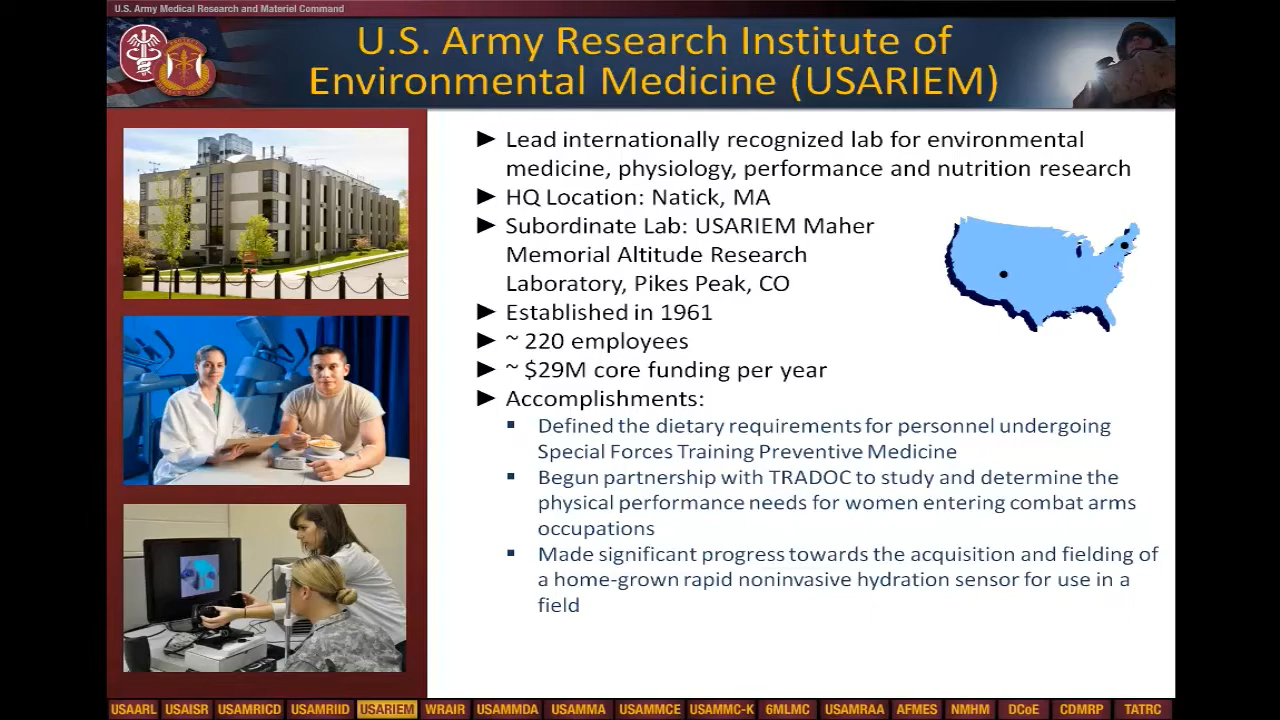 U.S. Army Medical Research and Materiel Command
U.S. Army Research Institute of
Environmental Medicine (USARIEM)
► Lead internationally recognized lab for environmental
medicine, physiology, performance and nutrition research
► HQ Location: Natick, MA
► Subordinate Lab: USARIEM Maher
Memorial Altitude Research
Laboratory, Pikes Peak, CO
► Established in 1961
► ~ 220 employees
► ~ $29M core funding per year
► Accomplishments:
▪ Defined the dietary requirements for personnel undergoing
Special Forces Training Preventive Medicine
▪ Begun partnership with TRADOC to study and determine the
physical performance needs for women entering combat arms
occupations
▪ Made significant progress towards the acquisition and fielding of
a home-grown rapid noninvasive hydration sensor for use in a
field
USAARL USAISR USAMRICD USAMRIID USARIEM WRAIR USAMMDA USAMMA USAMMCE USAMMC-K 6MLMC USAMRAA AFMES NMHM DCoE CDMRP TATRC